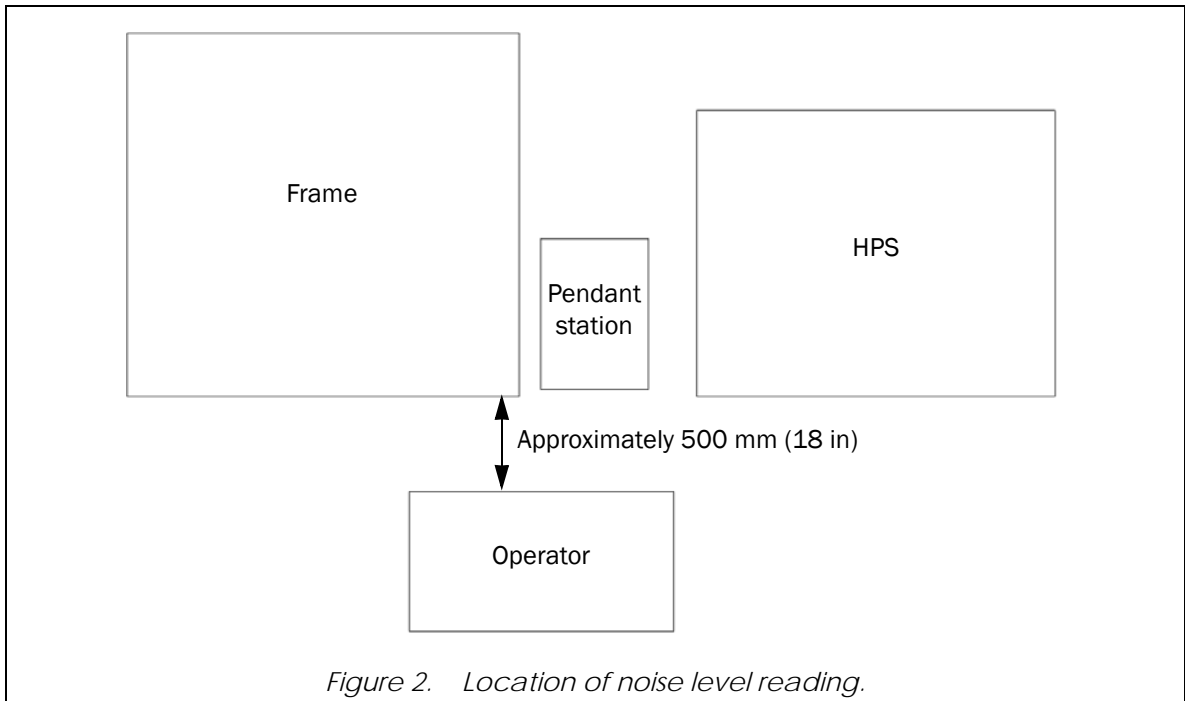 Frame
HPS
Pendant
station
Approximately 500 mm (18 in)
Operator
Figure 2. Location of noise level reading.